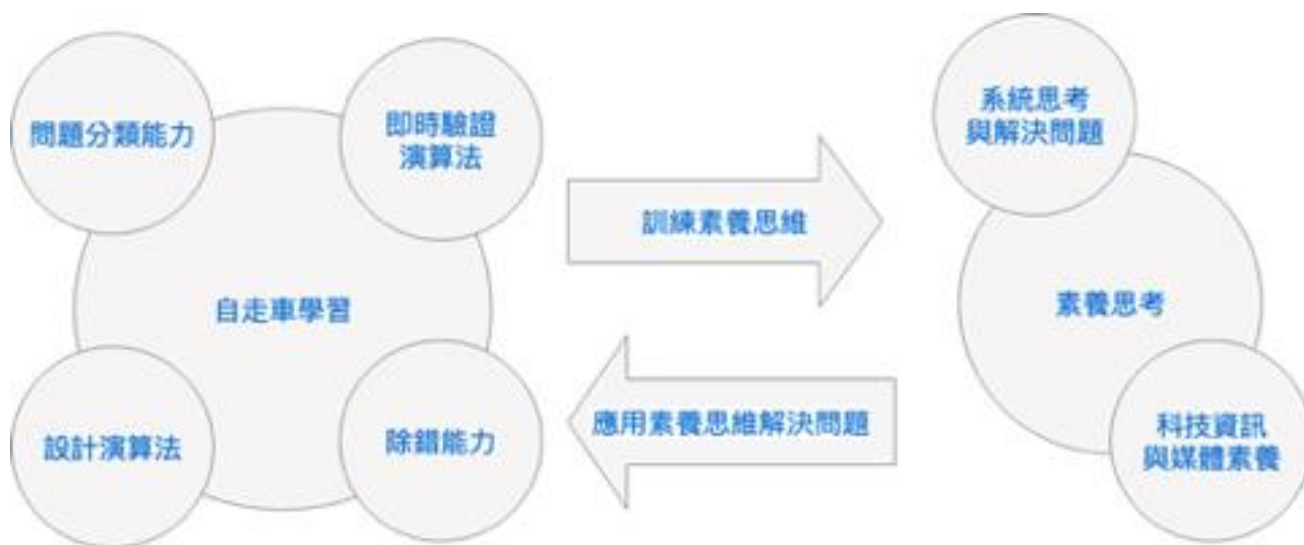 問題分類能力
即時驗證
演算法
自走車學習
設計演算法
除錯能力
訓練素養思維
應用素養思維解決問題
系統思考
與解決問題
素養思考
科技資訊
與媒體素養